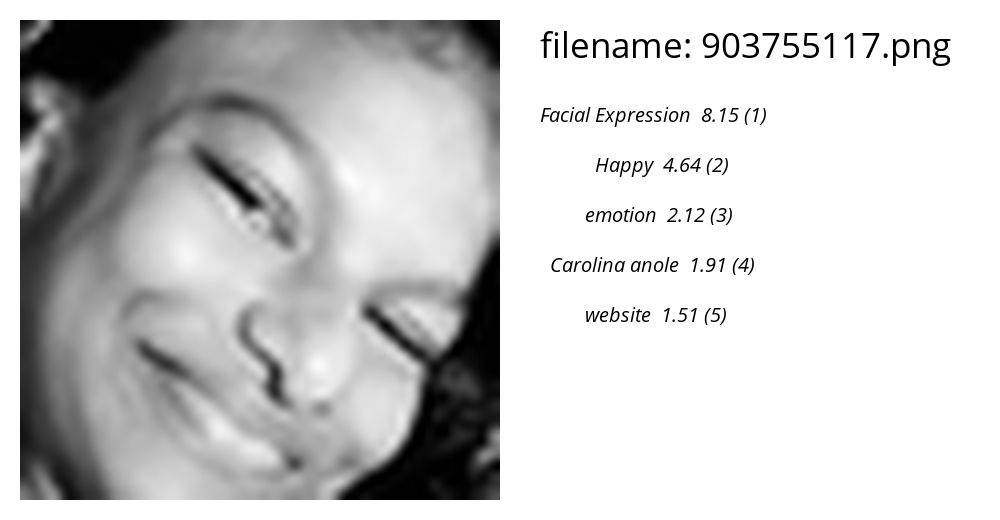 filename: 903755117.png
Facial Expression 8.15 (1)
Happy 4.64 (2)
emotion 2.12 (3)
Carolina anole 1.91 (4)
website 1.51 (5)